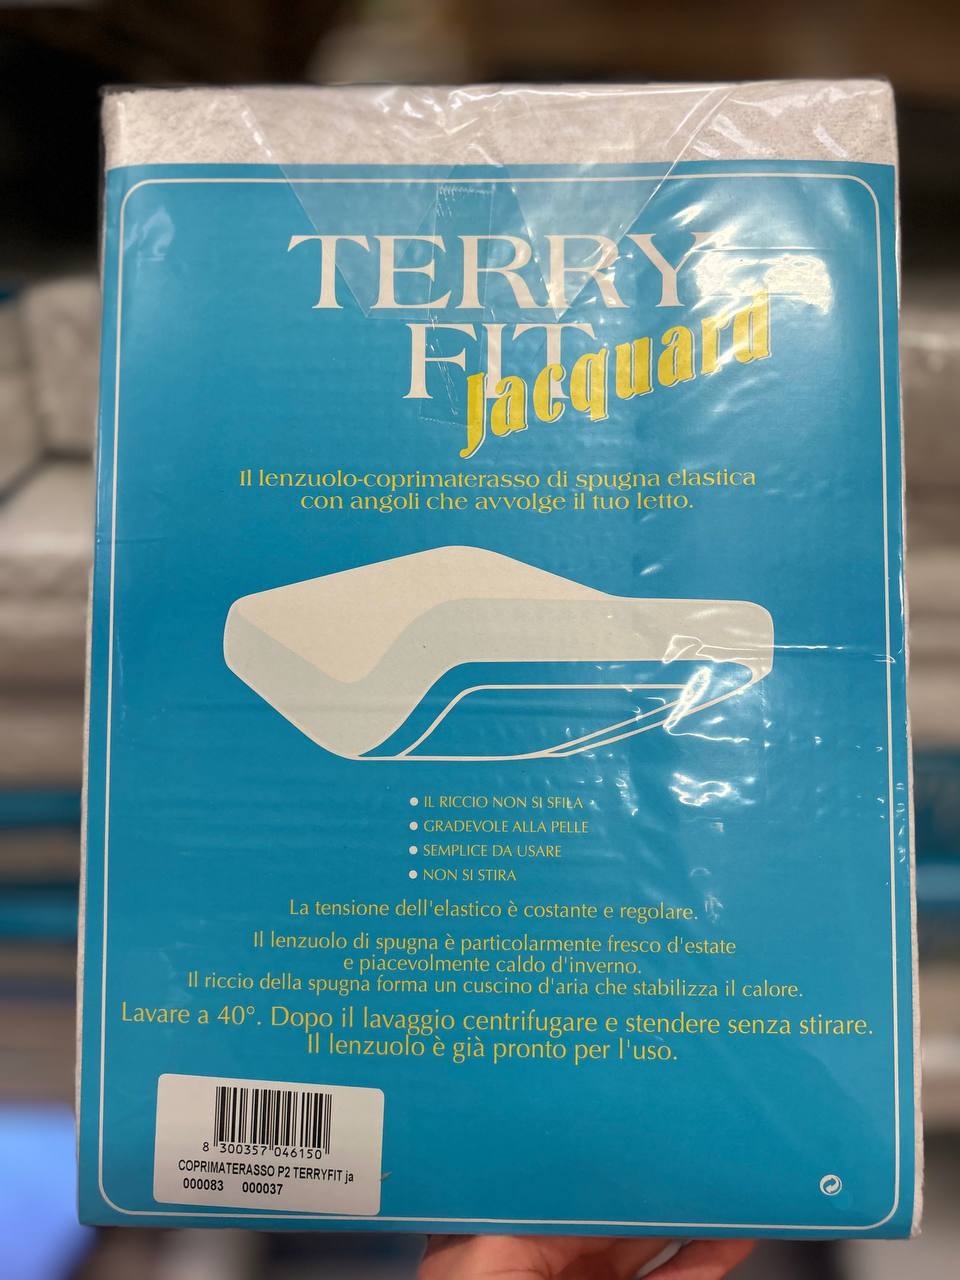 TERRY
FIT
Jacquard
Il lenzuolo-coprimaterasso di spugna elastica
con angoli che avvolge il tuo letto.
IL RICCIO NON SI SFILA
GRADEVOLE ALLA PELLE
SEMPLICE DA USARE
NON SI STIRA
La tensione dell'elastico è costante e regolare.
Il lenzuolo di spugna è particolarmente fresco d'estate
e piacevolmente caldo d'inverno.
Il riccio della spugna forma un cuscino d'aria che stabilizza il calore.
Lavare a 40°. Dopo il lavaggio centrifugare e stendere senza stirare.
Il lenzuolo è già pronto per l'uso.
8 300357 046150
COPRIMATERASSO P2 TERRYFIT ja
000083 000037